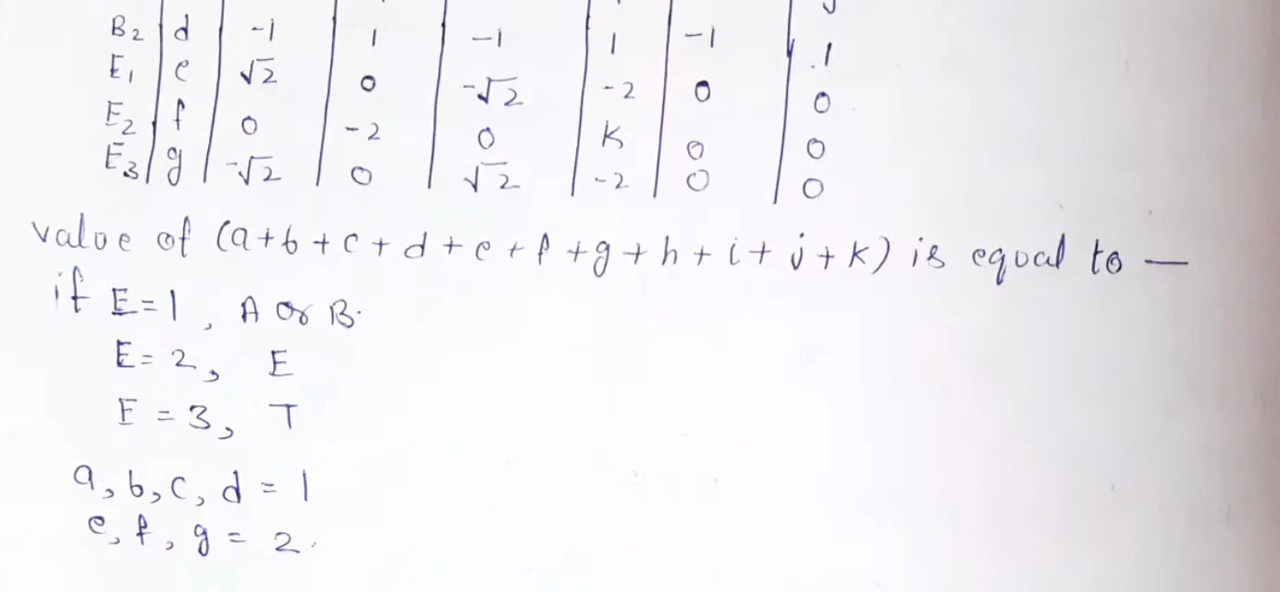 B2 | d | -1 | 1 | -1 | 1 | -1 | 1
E1 | e | √2 | 0 | -√2 | -2 | 0 | 0
E2 | f | 0 | -2 | 0 | K | 0 | 0
E3 | g | -√2 | 0 | √2 | -2 | 0 | 0
value of (a+b+c+d+e+f+g+h+i+j+k) is equal to —
if E=1, A or B.
E=2, E
E=3, T
a, b, c, d = 1
e, f, g = 2.